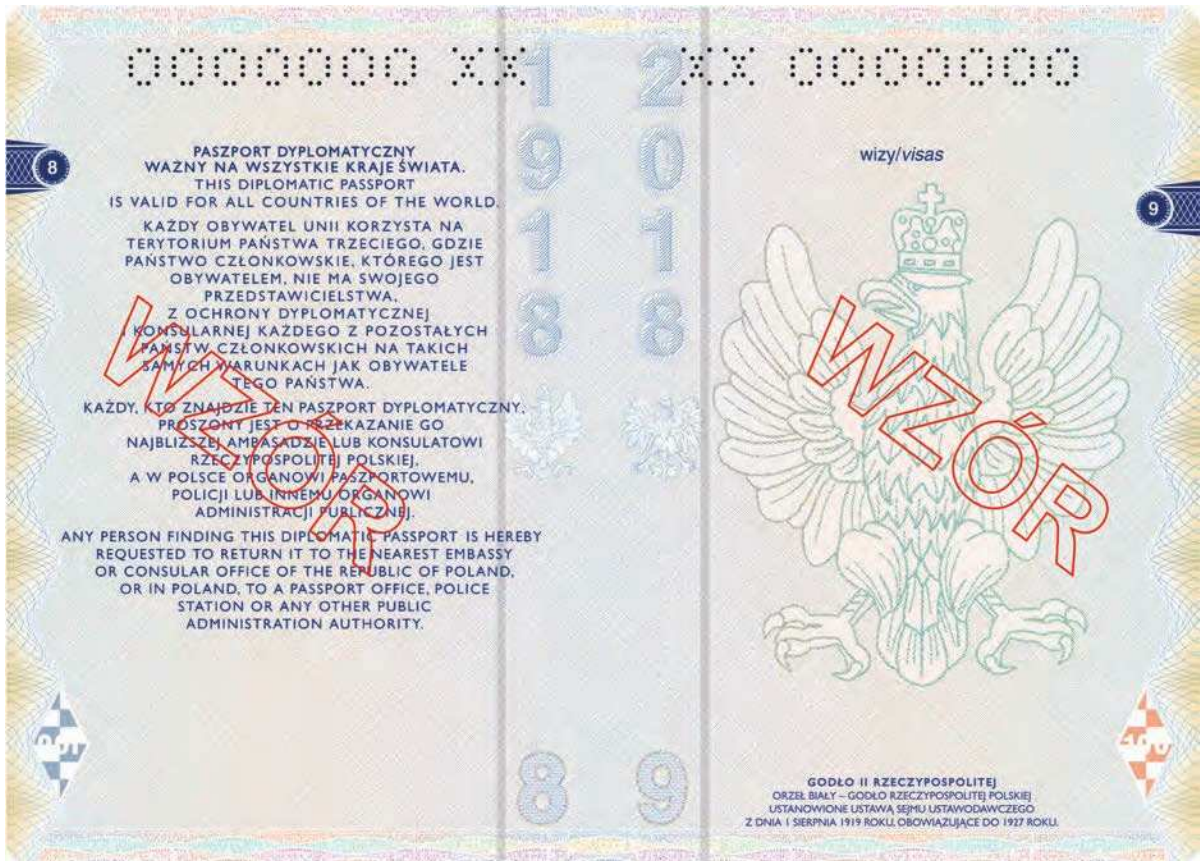 0000000 XX
XX 0000000
8
PASZPORT DYPLOMATYCZNY
WAŻNY NA WSZYSTKIE KRAJE ŚWIATA.
THIS DIPLOMATIC PASSPORT
IS VALID FOR ALL COUNTRIES OF THE WORLD.
KAŻDY OBYWATEL UNII KORZYSTA NA
TERYTORIUM PAŃSTWA TRZECIEGO, GDZIE
PAŃSTWO CZŁONKOWSKIE, KTÓREGO JEST
OBYWATELEM, NIE MA SWOJEGO
PRZEDSTAWICIELSTWA,
Z OCHRONY DYPLOMATYCZNEJ
I KONSULARNEJ KAŻDEGO Z POZOSTAŁYCH
PAŃSTW CZŁONKOWSKICH NA TAKICH
SAMYCH WARUNKACH JAK OBYWATELE
TEGO PAŃSTWA.
KAŻDY, KTO ZNAJDZIE TEN PASZPORT DYPLOMATYCZNY,
PROSZONY JEST O PRZEKAZANIE GO
NAJBLIŻSZEJ AMBASADZIE LUB KONSULATOWI
RZECZYPOSPOLITEJ POLSKIEJ,
A W POLSCE ORGANOWI PASZPORTOWEMU,
POLICJI LUB INNEMU ORGANOWI
ADMINISTRACJI PUBLICZNEJ.
ANY PERSON FINDING THIS DIPLOMATIC PASSPORT IS HEREBY
REQUESTED TO RETURN IT TO THE NEAREST EMBASSY
OR CONSULAR OFFICE OF THE REPUBLIC OF POLAND,
OR IN POLAND, TO A PASSPORT OFFICE, POLICE
STATION OR ANY OTHER PUBLIC
ADMINISTRATION AUTHORITY.
WZÓR
1918
2018
8
9
wizy/visas
9
WZÓR
GODŁO II RZECZYPOSPOLITEJ
ORZEŁ BIAŁY – GODŁO RZECZYPOSPOLITEJ POLSKIEJ
USTANOWIONE USTAWĄ SEJMU USTAWODAWCZEGO
Z DNIA 1 SIERPNIA 1919 ROKU, OBOWIĄZUJĄCE DO 1927 ROKU.